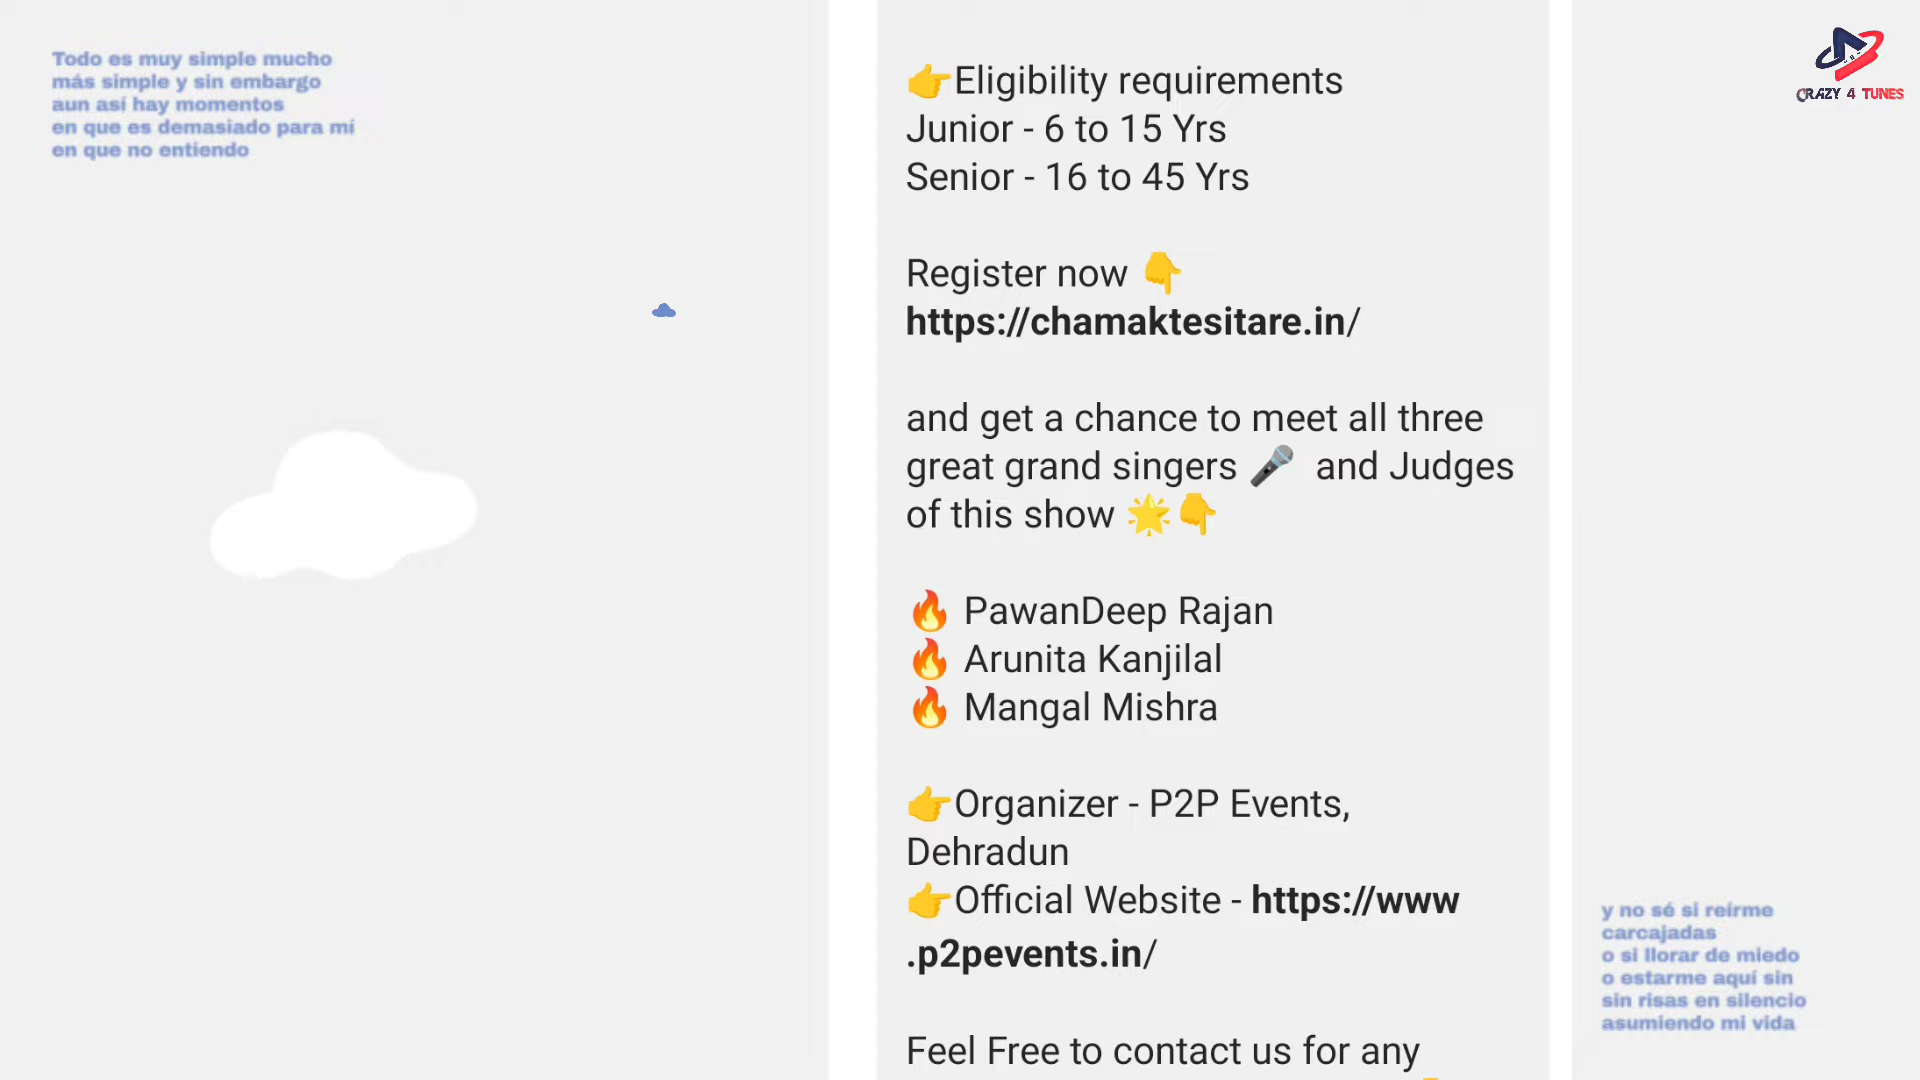 Todo es muy simple mucho
más simple y sin embargo
aun así hay momentos
en que es demasiado para mí
en que no entiendo
👉Eligibility requirements
Junior - 6 to 15 Yrs
Senior - 16 to 45 Yrs
Register now 👇
https://chamaktesitare.in/
and get a chance to meet all three
great grand singers 🎤 and Judges
of this show 🌟👇
🔥 PawanDeep Rajan
🔥 Arunita Kanjilal
🔥 Mangal Mishra
👉Organizer - P2P Events,
Dehradun
👉Official Website - https://www
.p2pevents.in/
Feel Free to contact us for any
CRAZY 4 TUNES
y no sé si reírme
carcajadas
o si llorar de miedo
o estarme aquí sin
sin risas en silencio
asumiendo mi vida